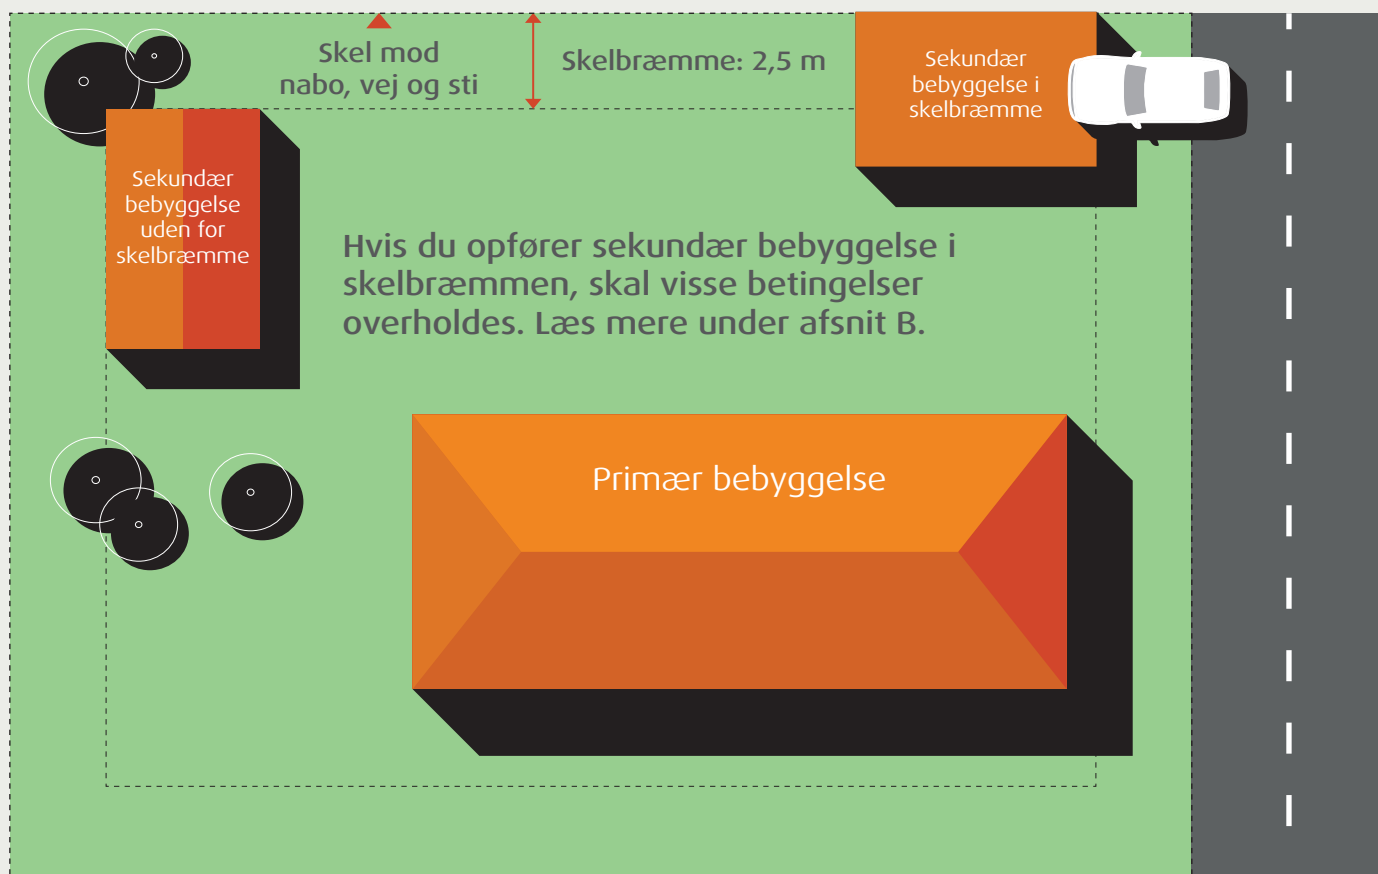 Skel mod
nabo, vej og sti
Skelbræmme: 2,5 m
Sekundær
bebyggelse i
skelbræmme
Sekundær
bebyggelse
uden for
skelbræmme
Hvis du opfører sekundær bebyggelse i
skelbræmmen, skal visse betingelser
overholdes. Læs mere under afsnit B.
Primær bebyggelse